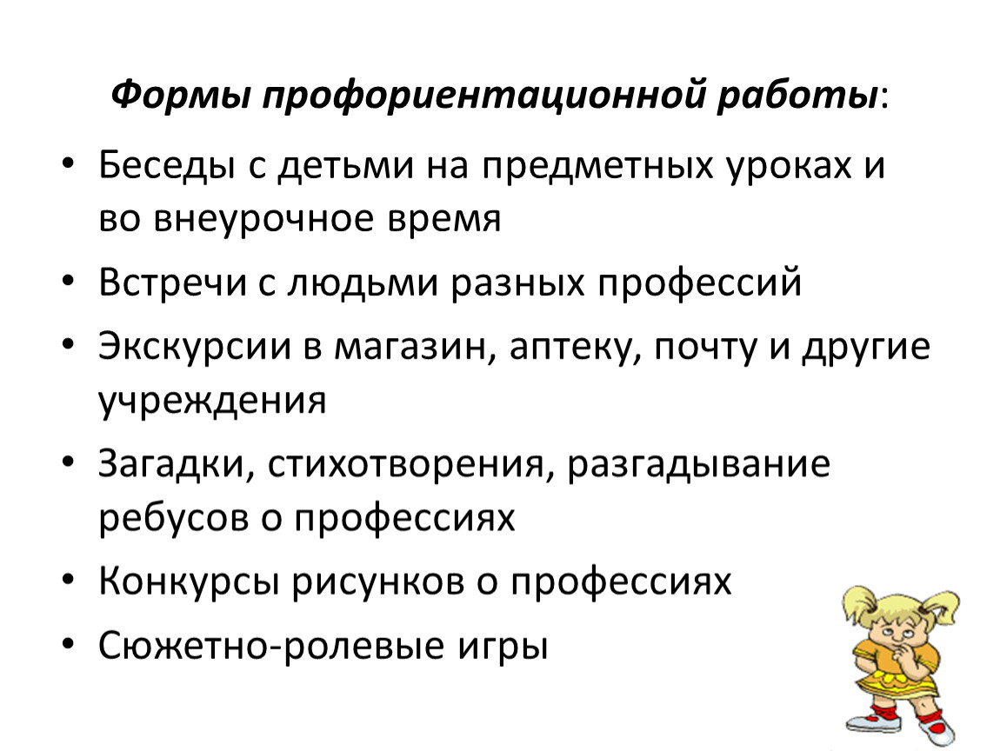 Формы профориентационной работы:
• Беседы с детьми на предметных уроках и
во внеурочное время
• Встречи с людьми разных профессий
• Экскурсии в магазин, аптеку, почту и другие
учреждения
• Загадки, стихотворения, разгадывание
ребусов о профессиях
• Конкурсы рисунков о профессиях
• Сюжетно-ролевые игры